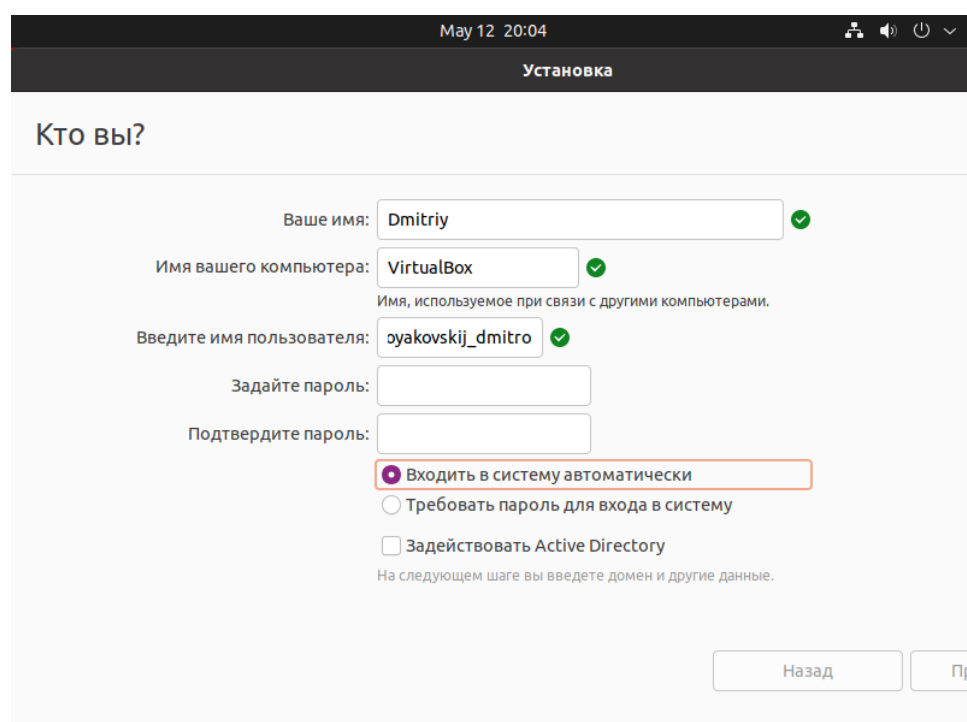 May 12 20:04
Установка
Кто вы?
Ваше имя: Dmitriy
Имя вашего компьютера: VirtualBox
Имя, используемое при связи с другими компьютерами.
Введите имя пользователя: oyakovskij_dmitro
Задайте пароль:
Подтвердите пароль:
Входить в систему автоматически
Требовать пароль для входа в систему
Задействовать Active Directory
На следующем шаге вы введете домен и другие данные.
Назад